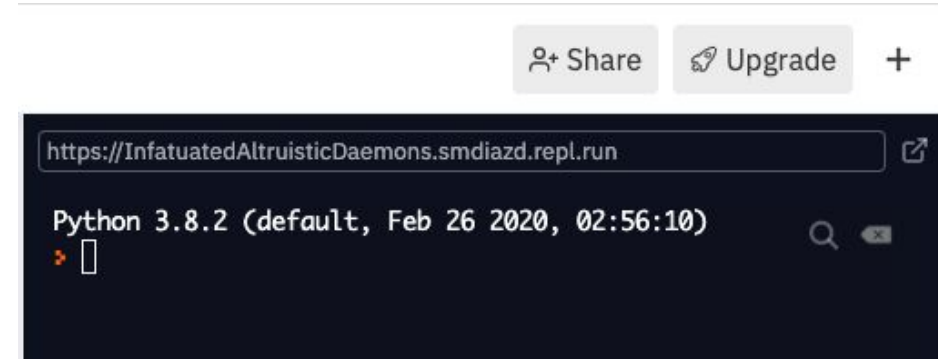 Share Upgrade +
https://InfatuatedAltruisticDaemons.smdiazd.repl.run
Python 3.8.2 (default, Feb 26 2020, 02:56:10)
>